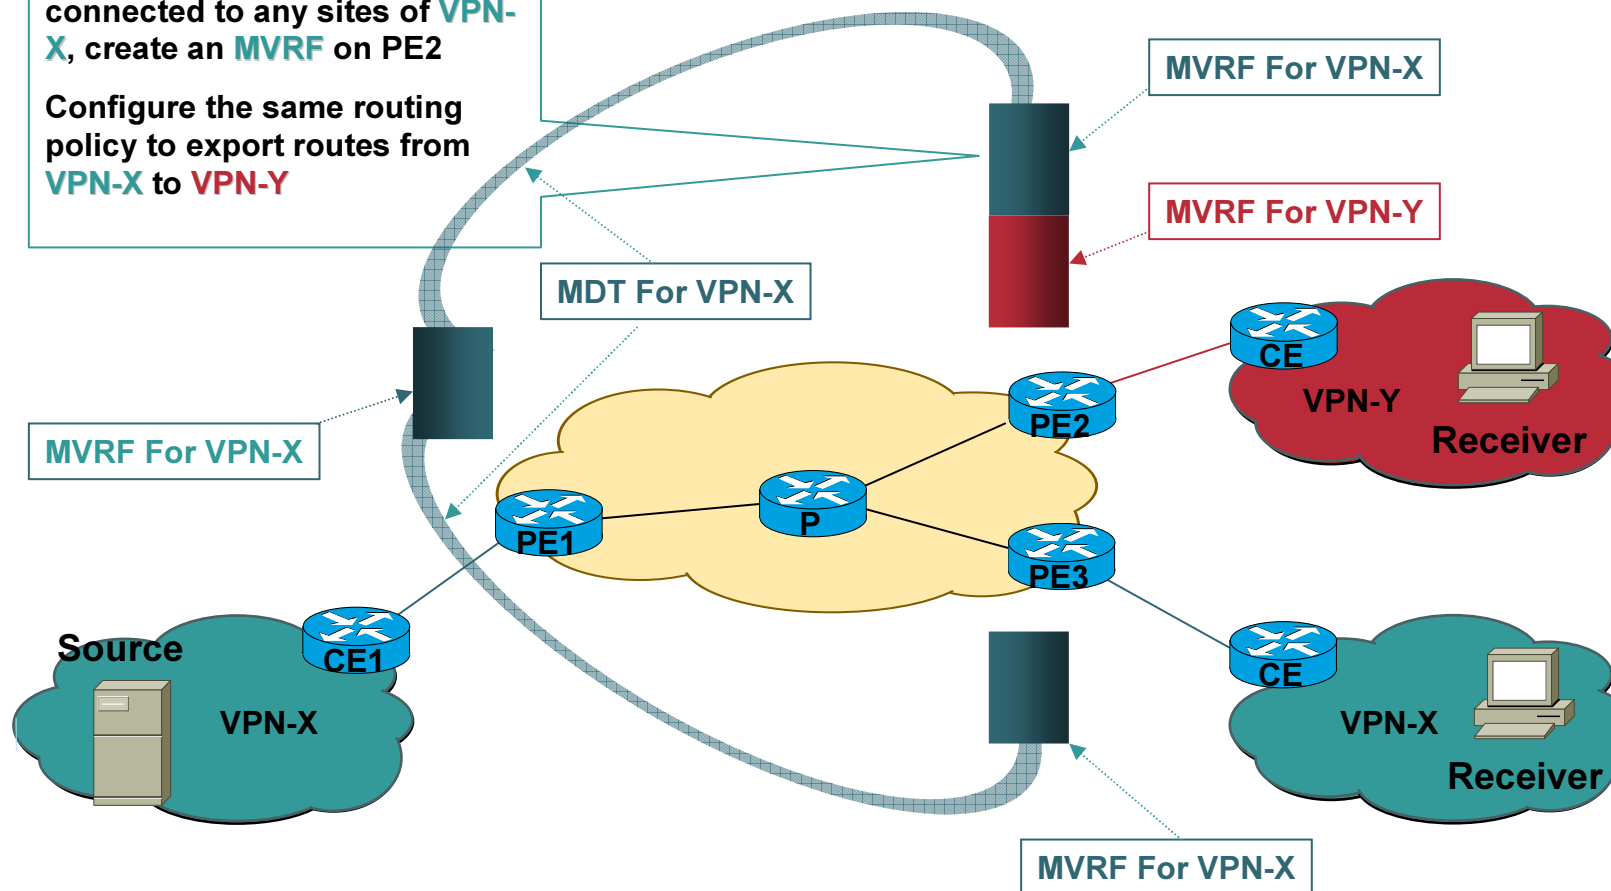 connected to any sites of VPN-
X, create an MVRF on PE2
Configure the same routing
policy to export routes from
VPN-X to VPN-Y
MVRF For VPN-X
MVRF For VPN-Y
MDT For VPN-X
MVRF For VPN-X
CE
VPN-Y
Receiver
PE2
P
PE1
PE3
Source
CE1
VPN-X
CE
VPN-X
Receiver
MVRF For VPN-X